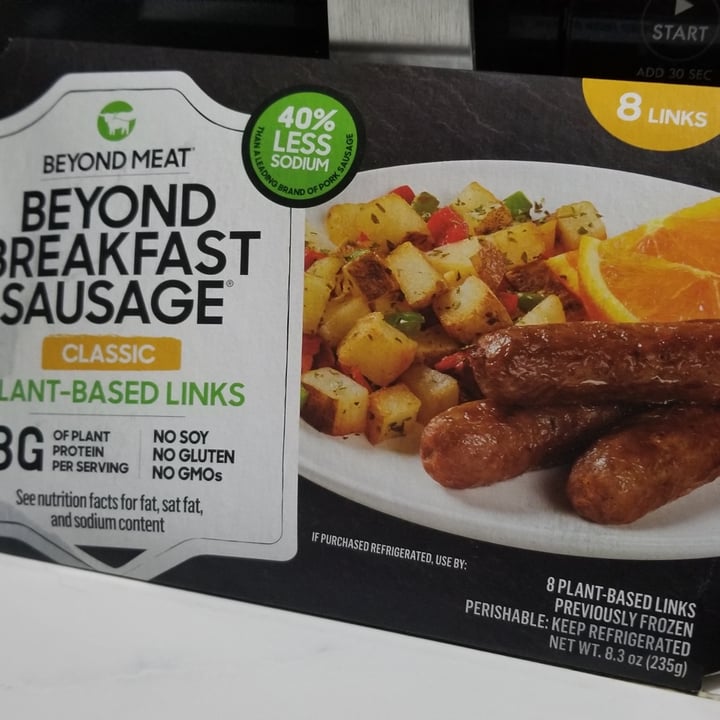 START
ADD 30 SEC
8 LINKS
40%
LESS
SODIUM
THAN A LEADING BRAND OF PORK SAUSAGE
BEYOND MEAT®
BEYOND
BREAKFAST
SAUSAGE®
CLASSIC
PLANT-BASED LINKS
OF PLANT
PROTEIN
PER SERVING
NO SOY
NO GLUTEN
NO GMOs
See nutrition facts for fat, sat fat,
and sodium content
IF PURCHASED REFRIGERATED, USE BY:
8 PLANT-BASED LINKS
PREVIOUSLY FROZEN
PERISHABLE: KEEP REFRIGERATED
NET WT. 8.3 oz (235g)